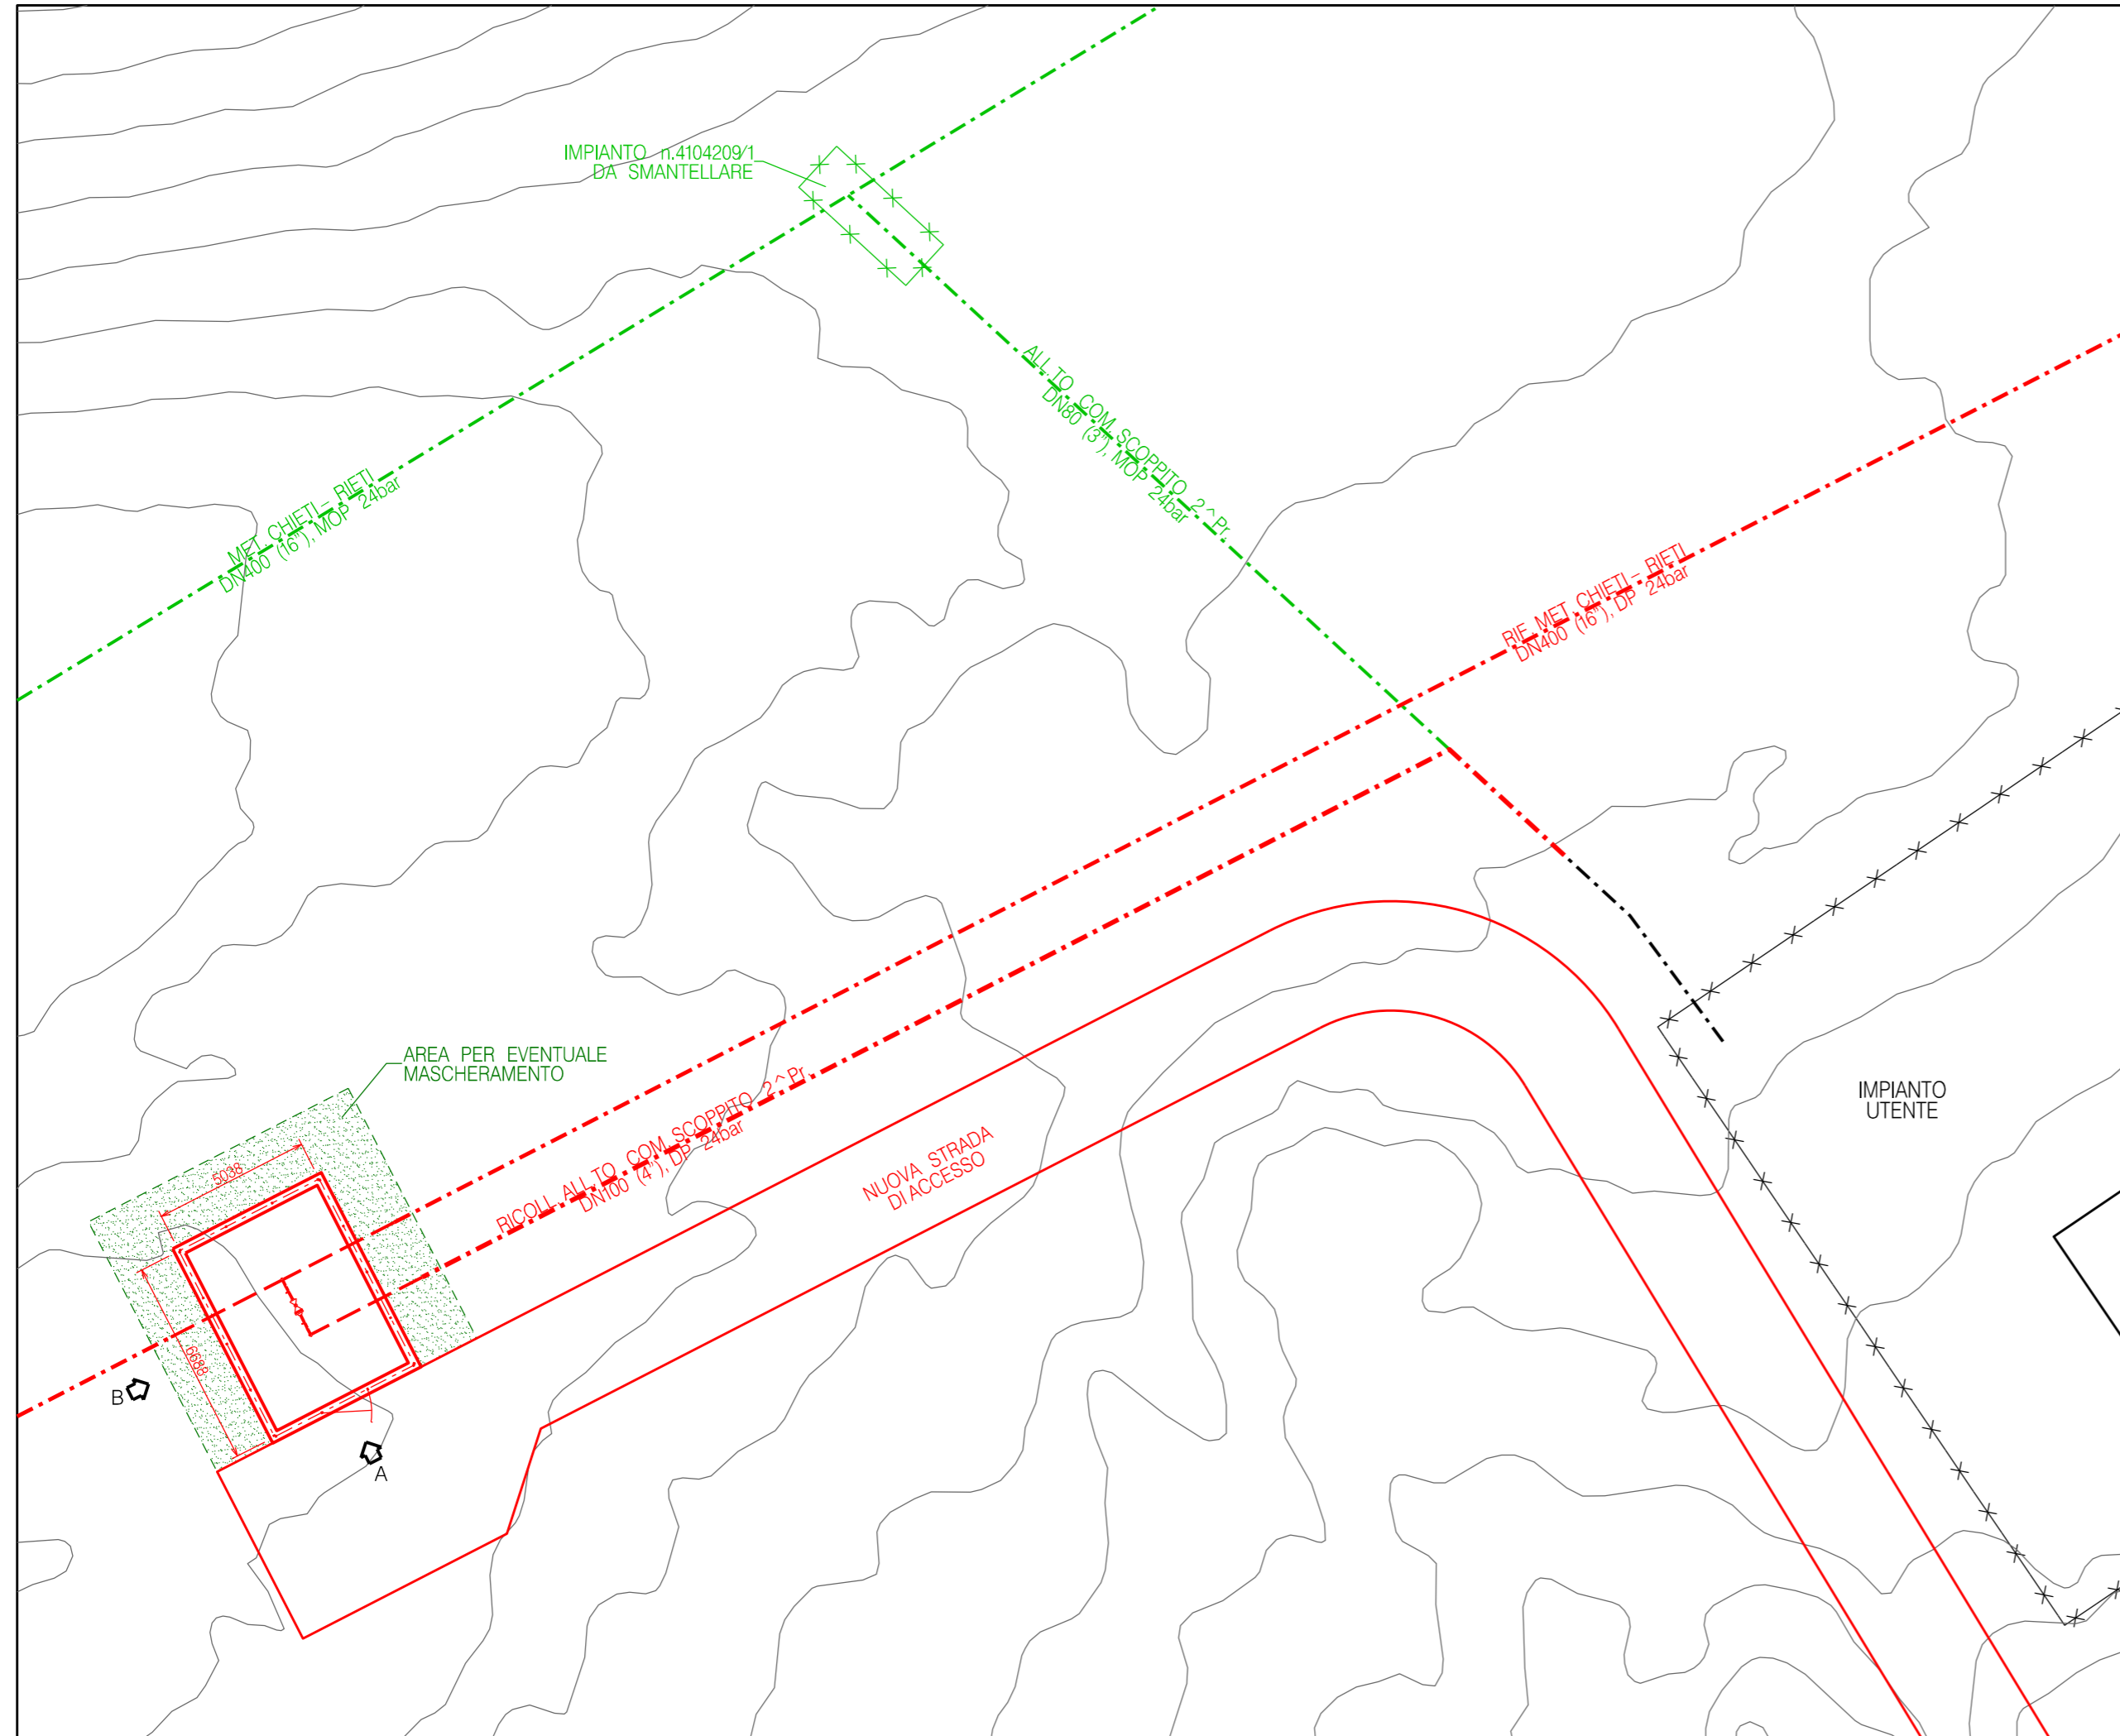 IMPIANTO n.4104209/1
DA SMANTELLARE
ALL.TO COM. SCOPPITO 2^Pr.
DN80 (3"), MOP 24bar
MET. CHIETI - RIETI
DN400 (16"), MOP 24bar
RIF. MET. CHIETI - RIETI
DN400 (16"), DP 24bar
AREA PER EVENTUALE
MASCHERAMENTO
RICOLL. ALL.TO COM. SCOPPITO 2^Pr.
DN100 (4"), DP 24bar
NUOVA STRADA
DI ACCESSO
IMPIANTO
UTENTE
5038
6688
B
A